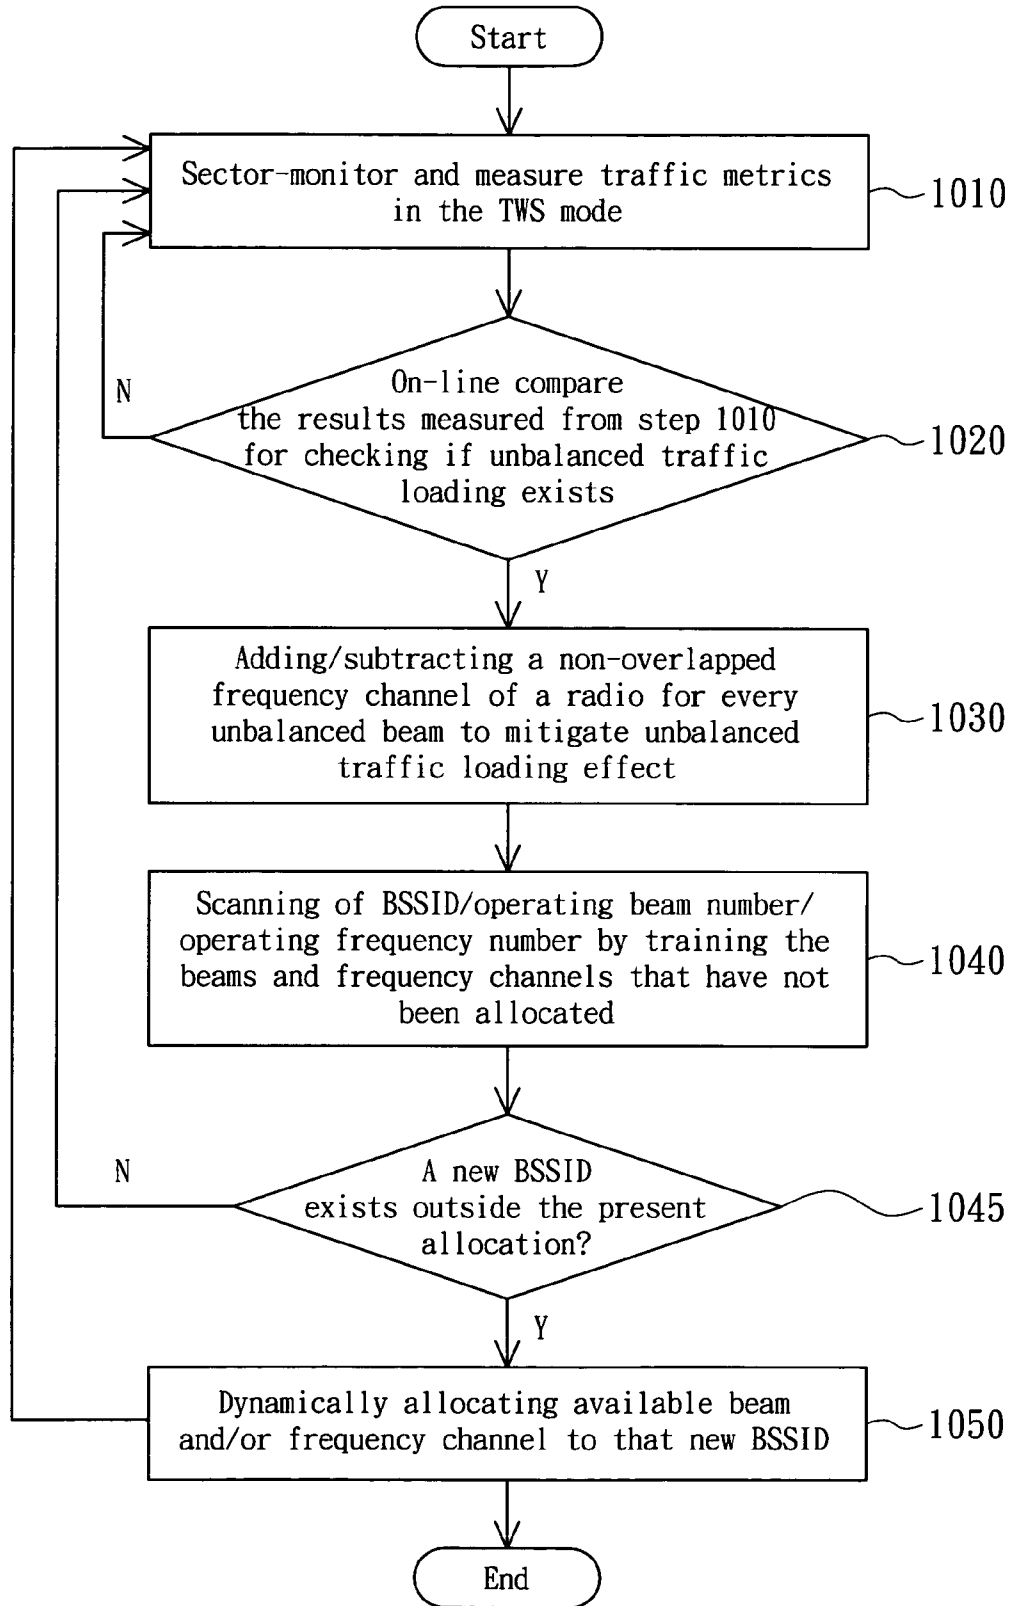 Start
Sector-monitor and measure traffic metrics
in the TWS mode
1010
On-line compare
the results measured from step 1010
for checking if unbalanced traffic
loading exists
1020
N
Y
Adding/subtracting a non-overlapped
frequency channel of a radio for every
unbalanced beam to mitigate unbalanced
traffic loading effect
1030
Scanning of BSSID/operating beam number/
operating frequency number by training the
beams and frequency channels that have not
been allocated
1040
A new BSSID
exists outside the present
allocation?
1045
N
Y
Dynamically allocating available beam
and/or frequency channel to that new BSSID
1050
End